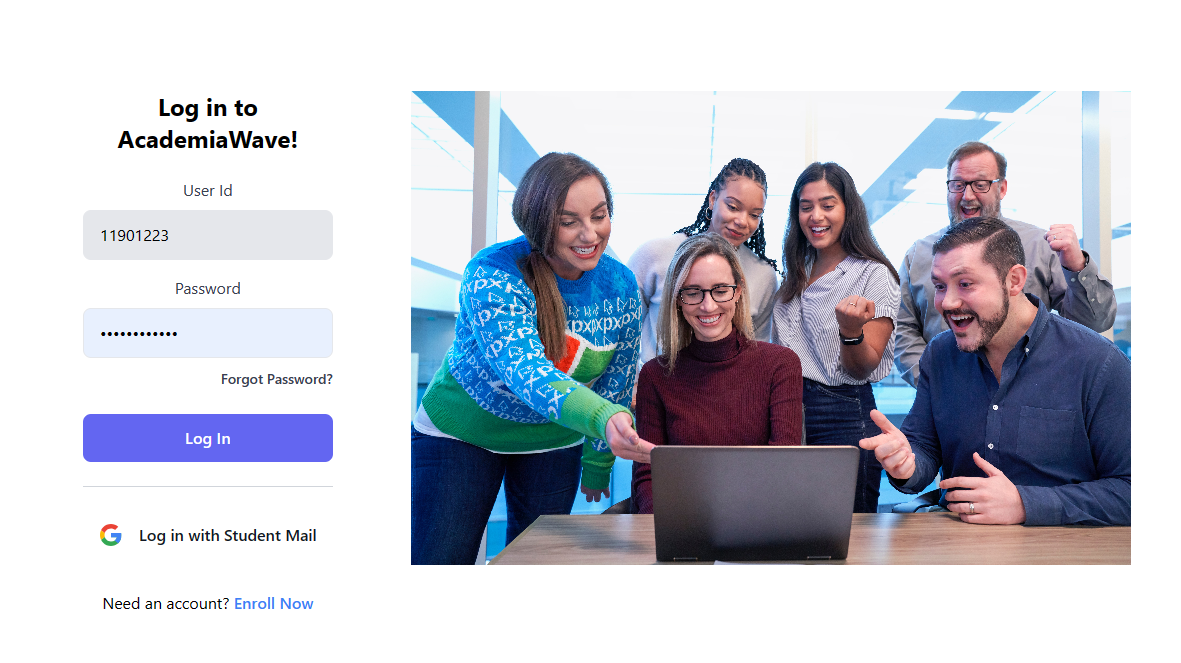 Log in to
AcademiaWave!
User Id
11901223
Password
••••••••••••
Forgot Password?
Log In
Log in with Student Mail
Need an account? Enroll Now